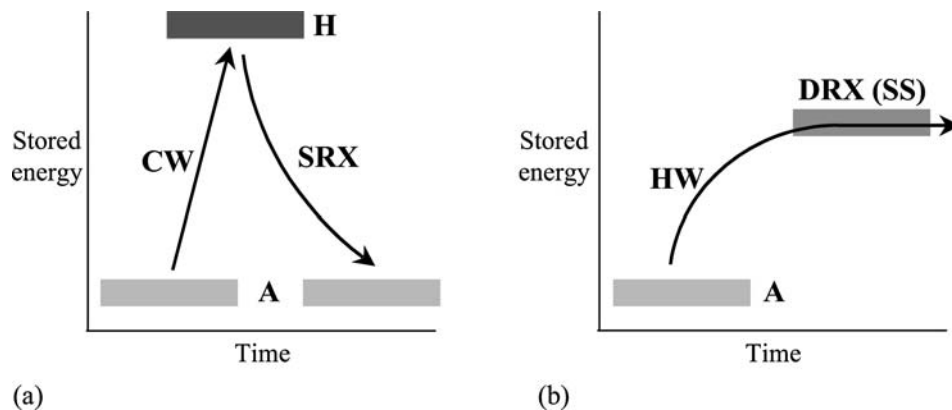 H
Stored
energy
CW
SRX
A
Time
(a)
DRX (SS)
Stored
energy
HW
A
Time
(b)